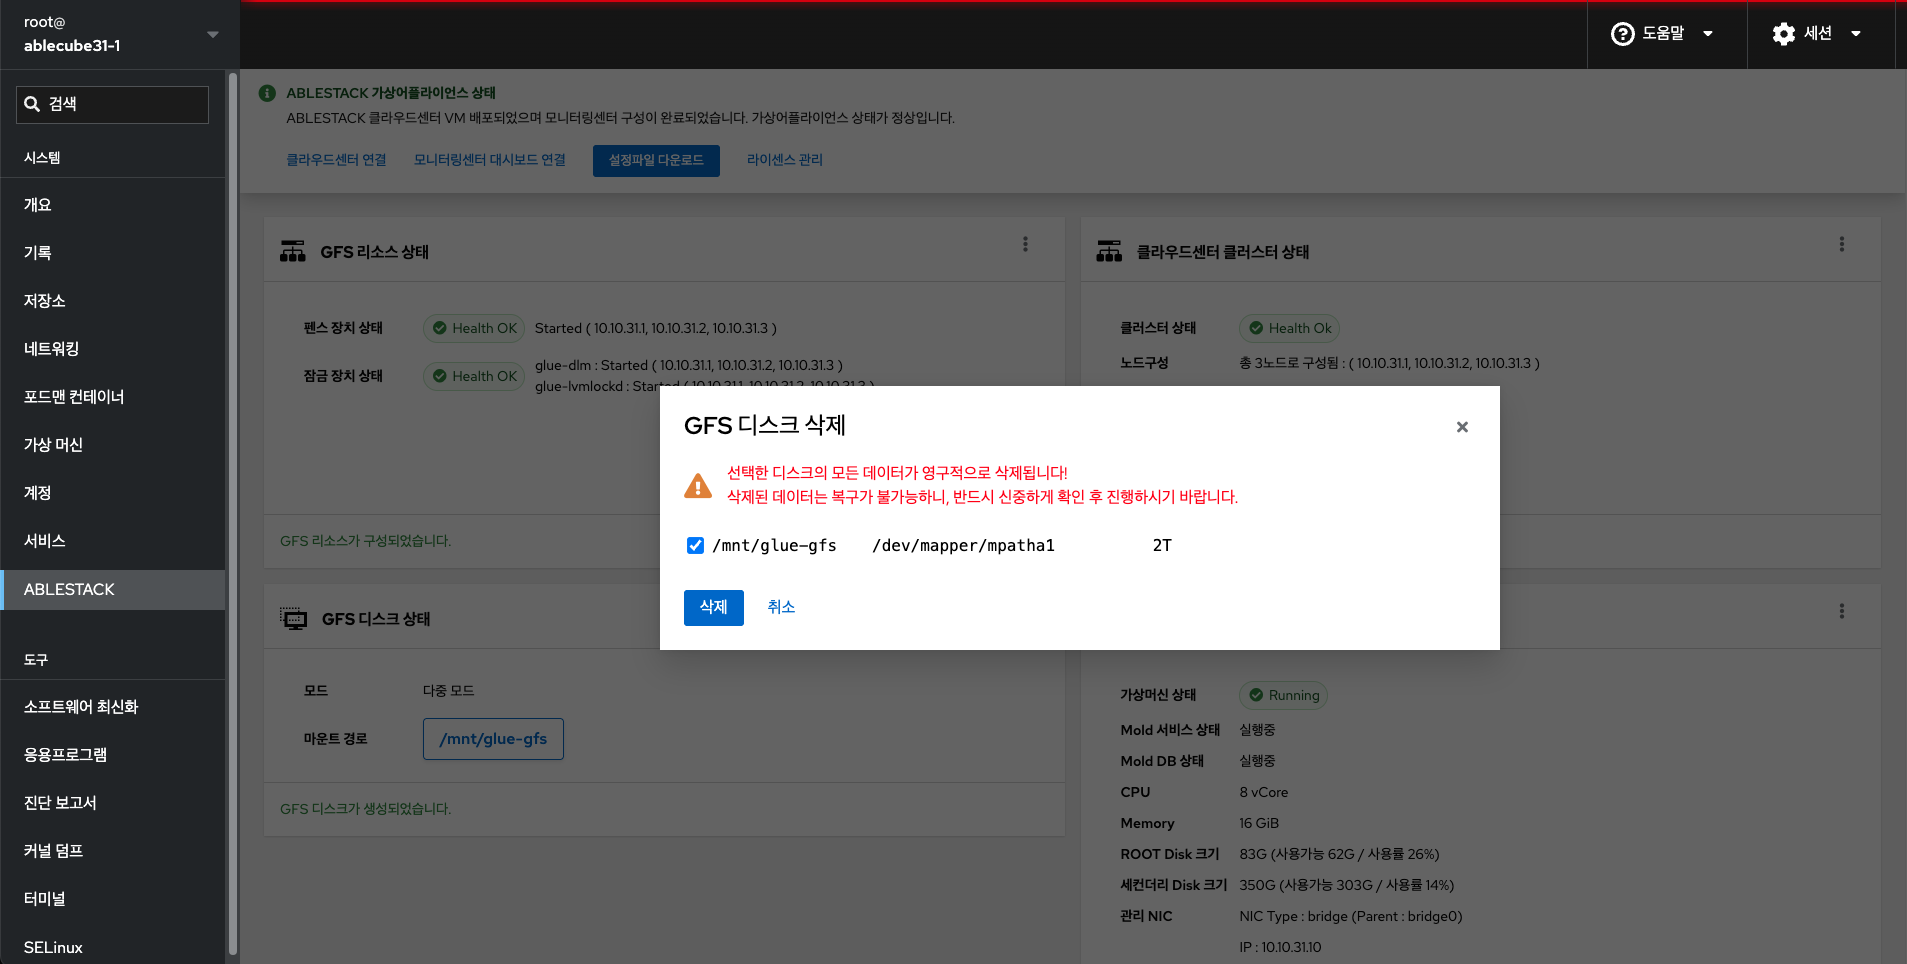 root@
ablecube31-1
도움말
세션
검색
시스템
개요
기록
저장소
네트워킹
포드맨 컨테이너
가상 머신
계정
서비스
ABLESTACK
도구
소프트웨어 최신화
응용프로그램
진단 보고서
커널 덤프
터미널
SELinux
ABLESTACK 가상어플라이언스 상태
ABLESTACK 클라우드센터 VM 배포되었으며 모니터링센터 구성이 완료되었습니다. 가상어플라이언스 상태가 정상입니다.
클라우드센터 연결 모니터링센터 대시보드 연결 설정파일 다운로드 라이센스 관리
GFS 리소스 상태
펜스 장치 상태 Health OK Started ( 10.10.31.1, 10.10.31.2, 10.10.31.3 )
잠금 장치 상태 Health OK glue-dlm : Started ( 10.10.31.1, 10.10.31.2, 10.10.31.3 )
glue-lvmlockd : Started ( 10.10.31.1, 10.10.31.2, 10.10.31.3 )
GFS 리소스가 구성되었습니다.
클라우드센터 클러스터 상태
클러스터 상태 Health Ok
노드구성 총 3노드로 구성됨 : ( 10.10.31.1, 10.10.31.2, 10.10.31.3 )
GFS 디스크 삭제
선택한 디스크의 모든 데이터가 영구적으로 삭제됩니다!
삭제된 데이터는 복구가 불가능하니, 반드시 신중하게 확인 후 진행하시기 바랍니다.
/mnt/glue-gfs /dev/mapper/mpatha1 2T
삭제 취소
GFS 디스크 상태
모드 다중 모드
마운트 경로 /mnt/glue-gfs
GFS 디스크가 생성되었습니다.
가상머신 상태 Running
Mold 서비스 상태 실행중
Mold DB 상태 실행중
CPU 8 vCore
Memory 16 GiB
ROOT Disk 크기 83G (사용가능 62G / 사용률 26%)
세컨더리 Disk 크기 350G (사용가능 303G / 사용률 14%)
관리 NIC NIC Type : bridge (Parent : bridge0)
IP : 10.10.31.10